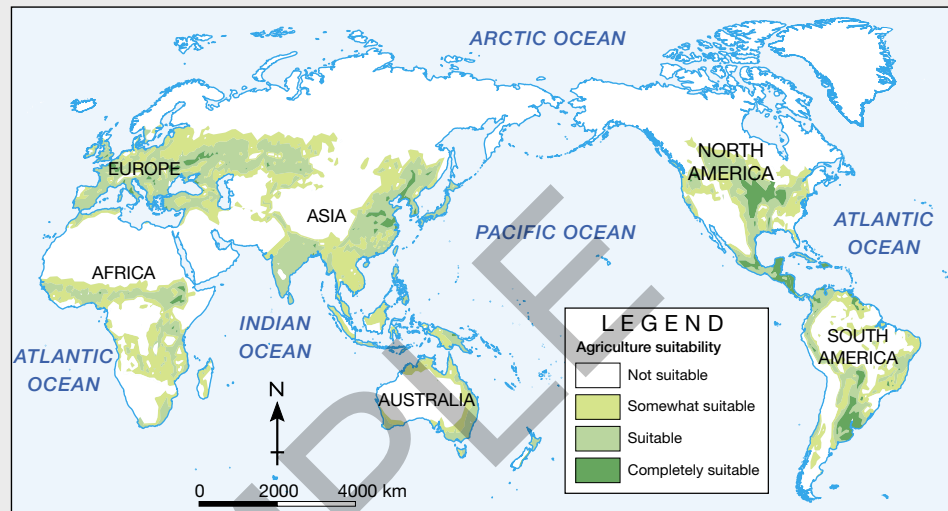 ARCTIC OCEAN
EUROPE
ASIA
NORTH
AMERICA
PACIFIC OCEAN
ATLANTIC
OCEAN
AFRICA
INDIAN
OCEAN
ATLANTIC
OCEAN
AUSTRALIA
SOUTH
AMERICA
N
0 2000 4000 km
LEGEND
Agriculture suitability
Not suitable
Somewhat suitable
Suitable
Completely suitable